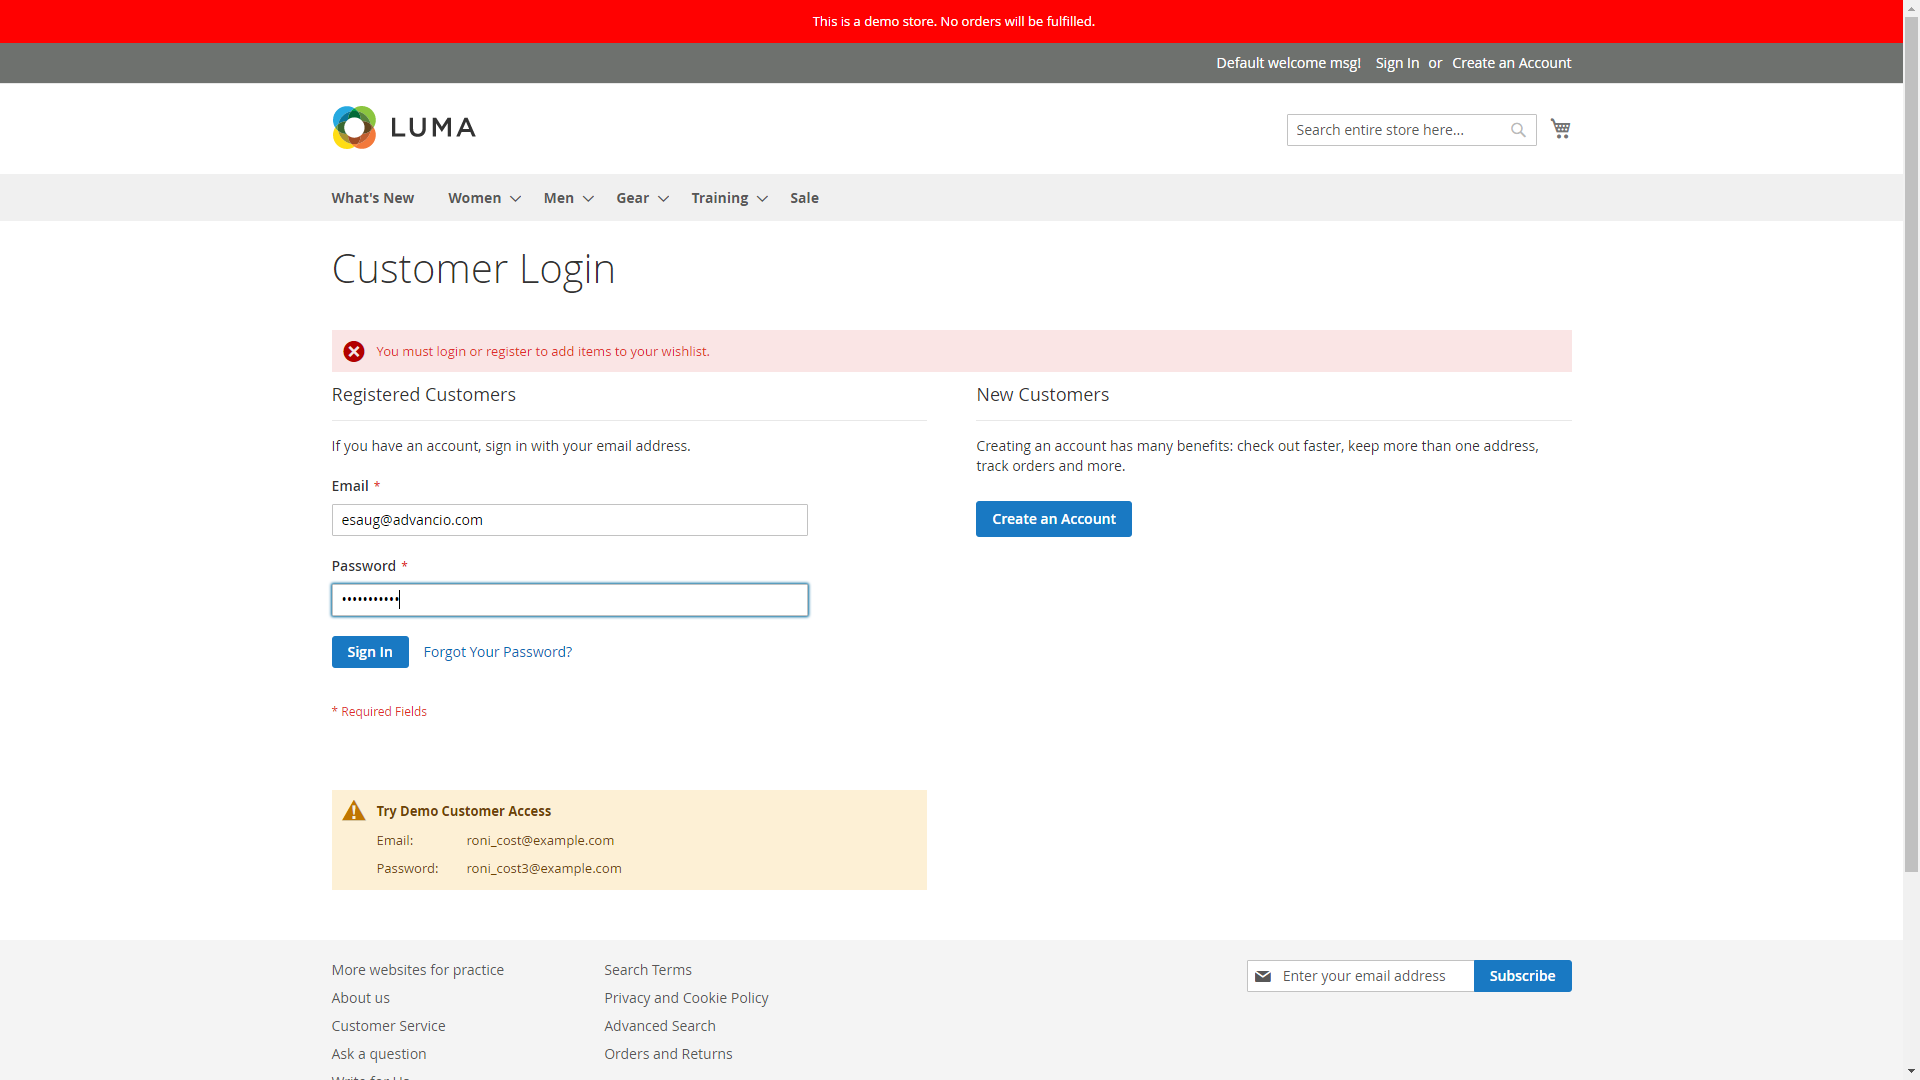 This is a demo store. No orders will be fulfilled.
Default welcome msg! Sign In or Create an Account
LUMA
Search entire store here...
What's New Women Men Gear Training Sale
Customer Login
You must login or register to add items to your wishlist.
Registered Customers
If you have an account, sign in with your email address.
Email *
esaug@advancio.com
Password *
•••••••••••
Sign In Forgot Your Password?
* Required Fields
New Customers
Creating an account has many benefits: check out faster, keep more than one address,
track orders and more.
Create an Account
Try Demo Customer Access
Email: roni_cost@example.com
Password: roni_cost3@example.com
More websites for practice
About us
Customer Service
Ask a question
Write for Us
Search Terms
Privacy and Cookie Policy
Advanced Search
Orders and Returns
Enter your email address
Subscribe